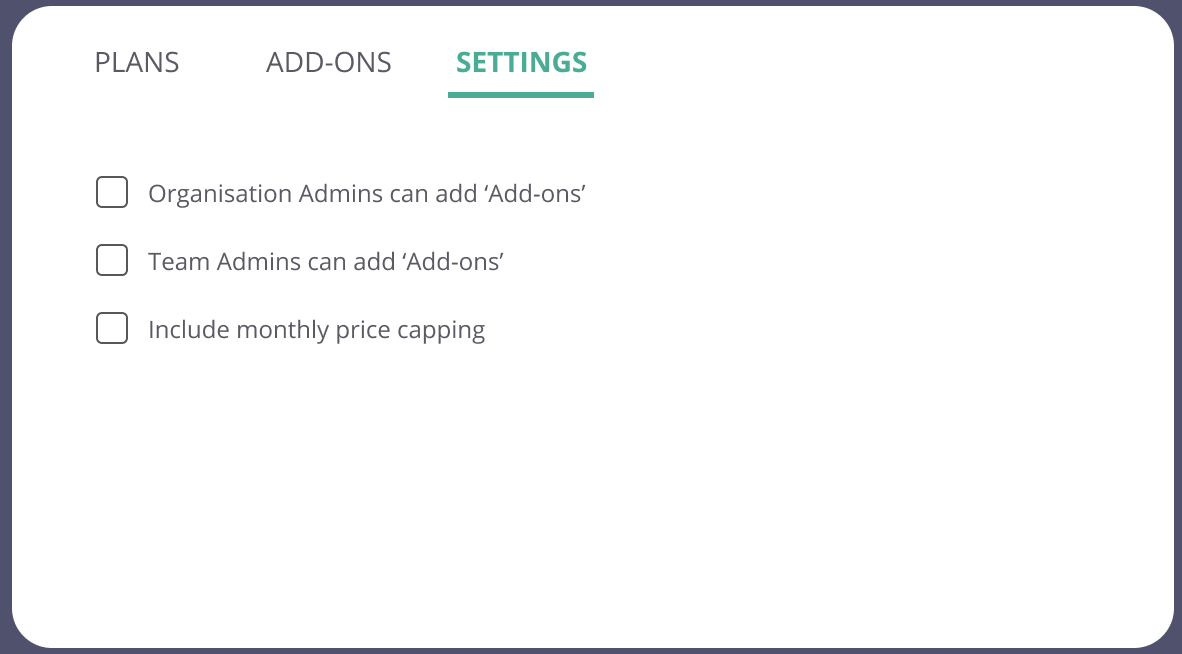 PLANS ADD-ONS SETTINGS
Organisation Admins can add ‘Add-ons’
Team Admins can add ‘Add-ons’
Include monthly price capping